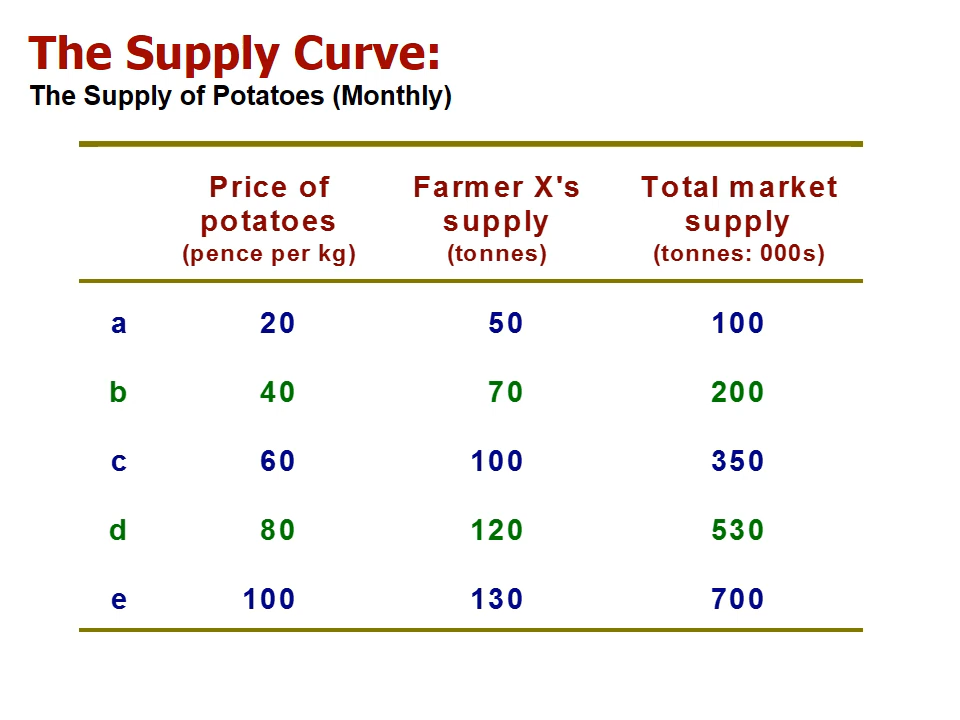 The Supply Curve:
The Supply of Potatoes (Monthly)
Price of Farmer X's Total market
potatoes supply supply
(pence per kg) (tonnes) (tonnes: 000s)
a 20 50 100
b 40 70 200
c 60 100 350
d 80 120 530
e 100 130 700